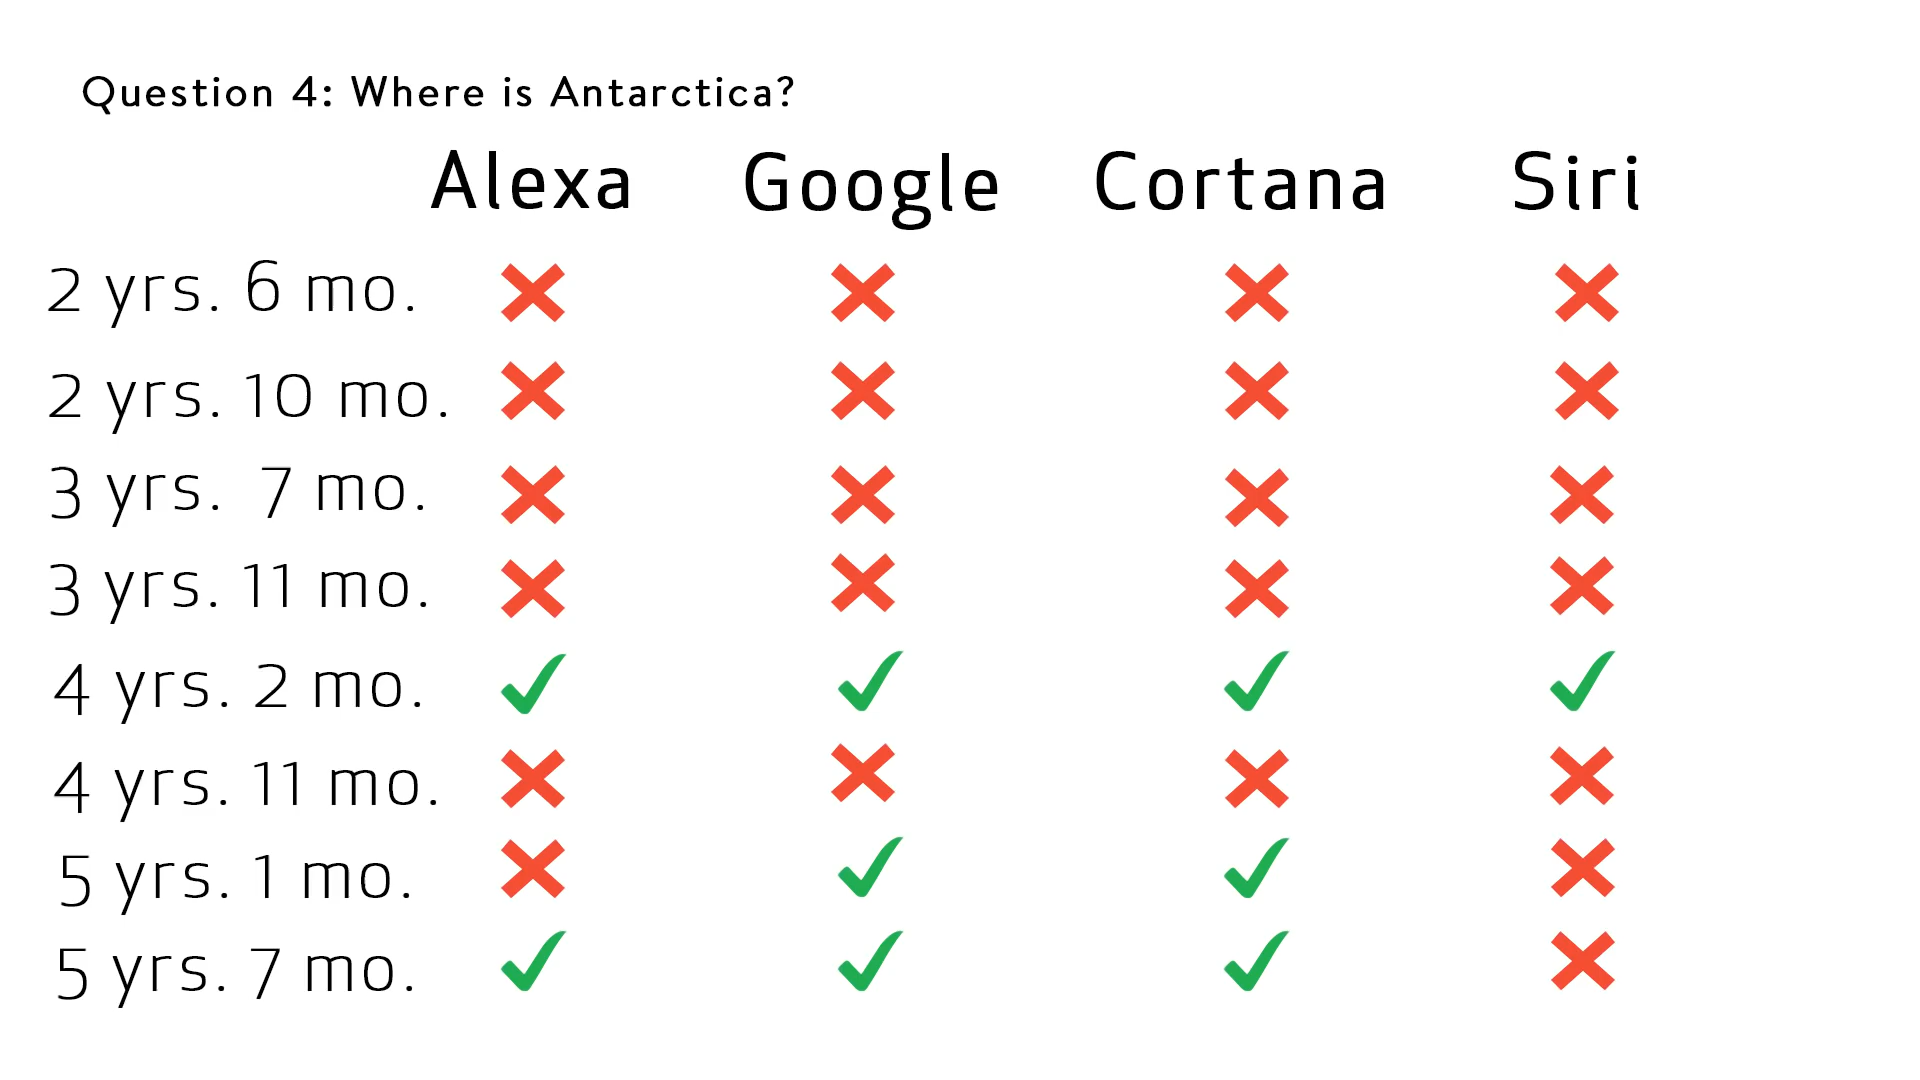 Question 4: Where is Antarctica?
Alexa Google Cortana Siri
2 yrs. 6 mo.
2 yrs. 10 mo.
3 yrs. 7 mo.
3 yrs. 11 mo.
4 yrs. 2 mo.
4 yrs. 11 mo.
5 yrs. 1 mo.
5 yrs. 7 mo.